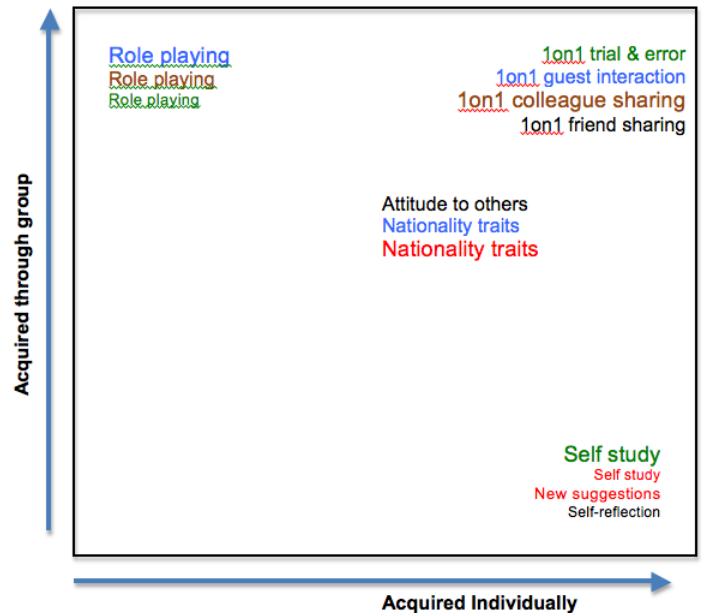 Acquired through group
Role playing
Role playing
Role playing
1on1 trial & error
1on1 guest interaction
1on1 colleague sharing
1on1 friend sharing
Attitude to others
Nationality traits
Nationality traits
Self study
Self study
New suggestions
Self-reflection
Acquired Individually